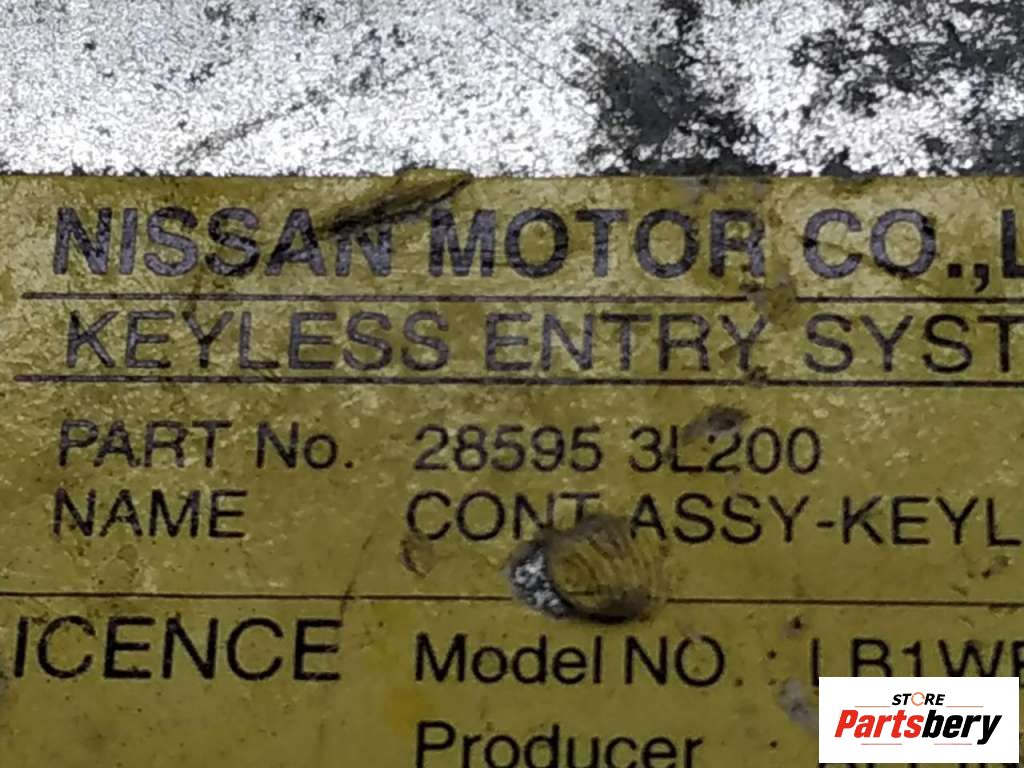 NISSAN MOTOR CO.,L
KEYLESS ENTRY SYST
PART No. 28595 3L200
NAME CONT ASSY-KEYL
ICENCE Model NO. :
Producer
STORE
Partsbery